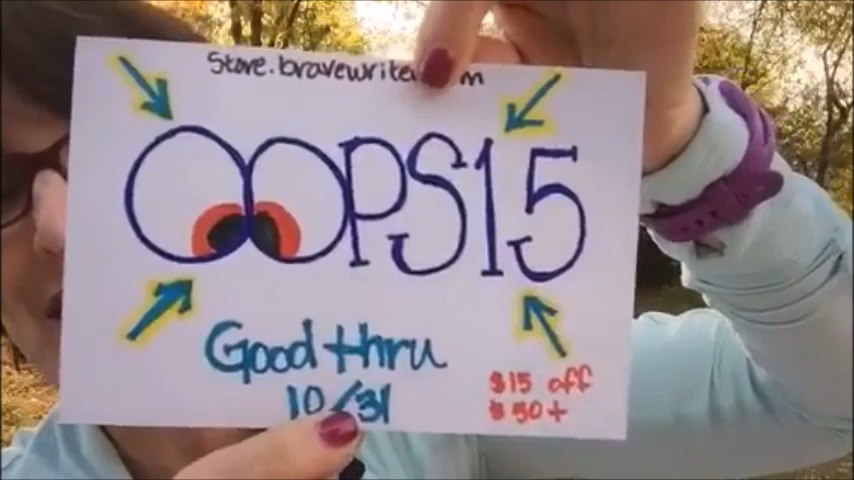 Store.bravewrite m
OOPS15
Good thru
10/31
$15 off
$50+